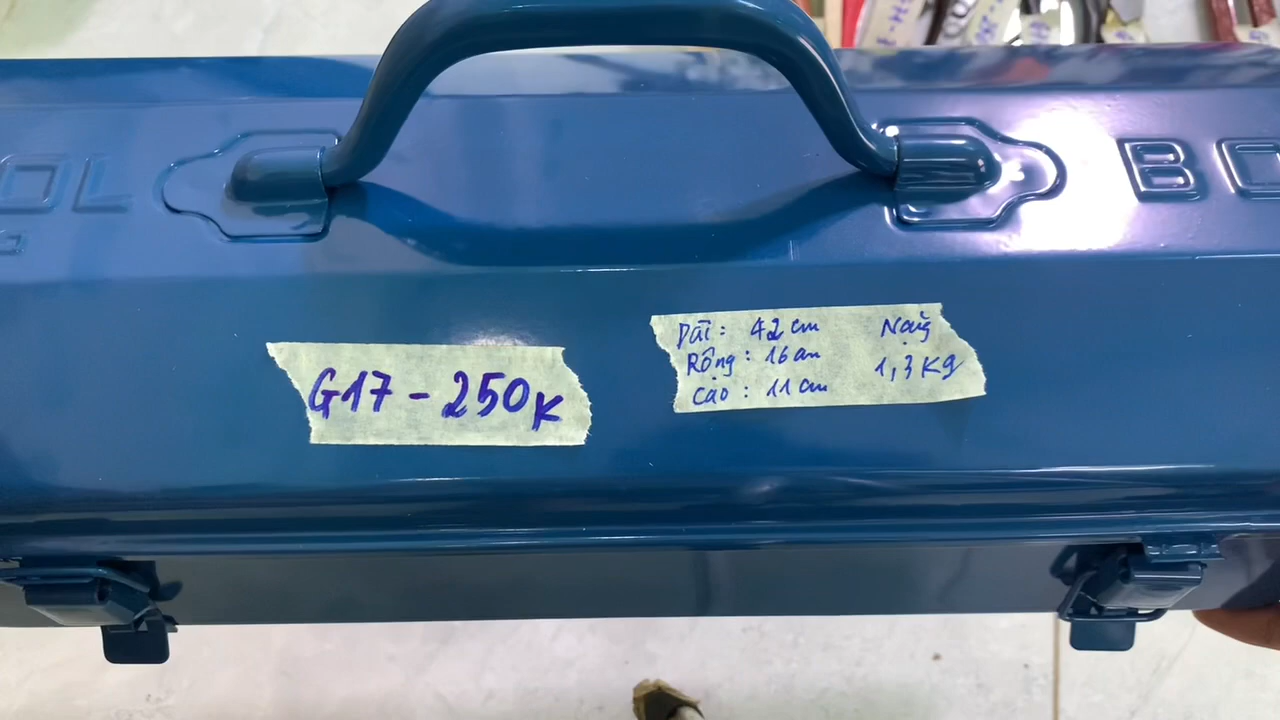 G17 - 250K
Dài: 42 cm
Rộng: 16 cm
Cao: 11 cm
Nặng
1,3 Kg